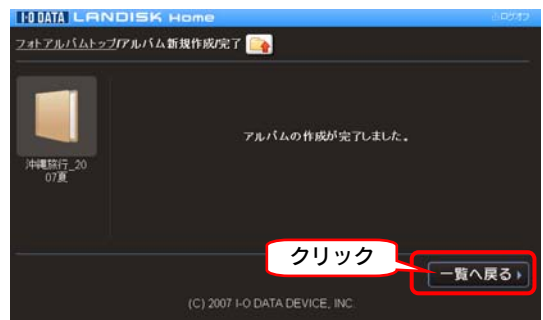 I-O DATA LANDISK Home
ログオフ
フォトアルバムトップ/アルバム新規作成/完了
アルバムの作成が完了しました。
沖縄旅行_20
07夏
クリック
一覧へ戻る
(C) 2007 I-O DATA DEVICE, INC.